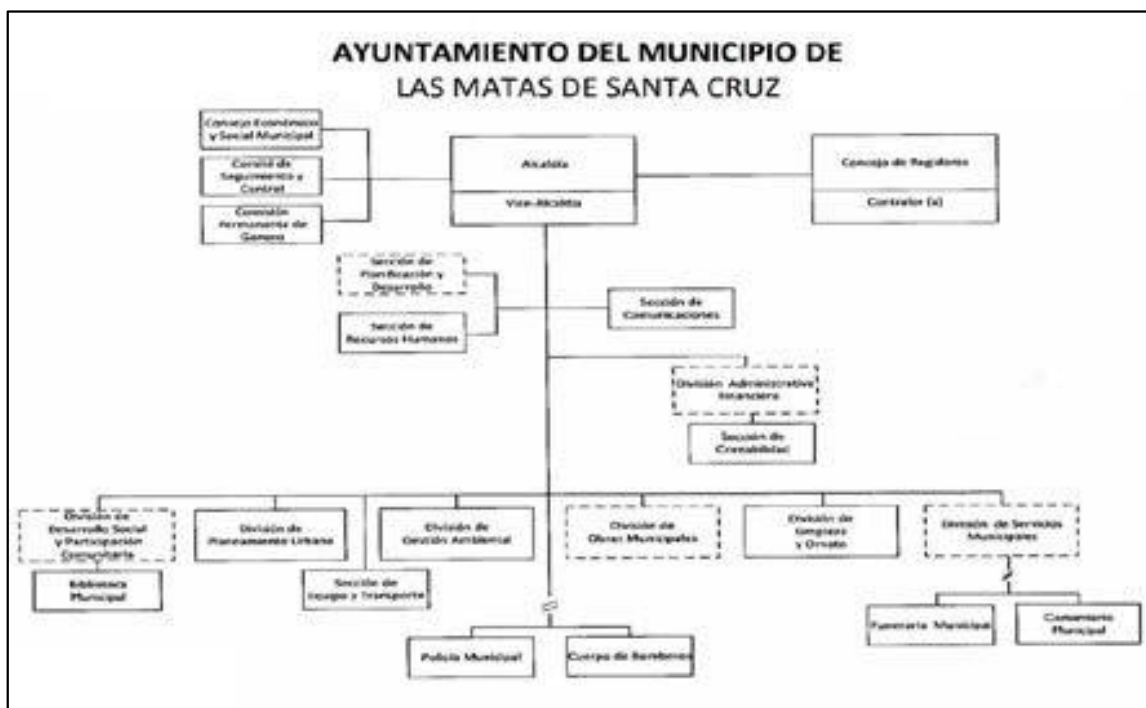 AYUNTAMIENTO DEL MUNICIPIO DE
LAS MATAS DE SANTA CRUZ
Consejo Económico
y Social Municipal
Comité de
Seguimiento y
Control
Comisión
Permanente de
Genero
Alcaldía
Vice-Alcaldía
Concejo de Regidores
Contralor (a)
Sección de
Planificación y
Desarrollo
Sección de
Recursos Humanos
Sección de
Comunicaciones
División Administrativa
Financiera
Sección de
Contabilidad
División de
Desarrollo Social
y Participación
Comunitaria
División de
Planeamiento Urbano
División de
Gestión Ambiental
División de
Obras Municipales
División de
Limpieza
y Ornato
División de Servicios
Municipales
Biblioteca
Municipal
Sección de
Equipo y Transporte
Policía Municipal
Cuerpo de Bomberos
Funeraria Municipal
Cementerio
Municipal